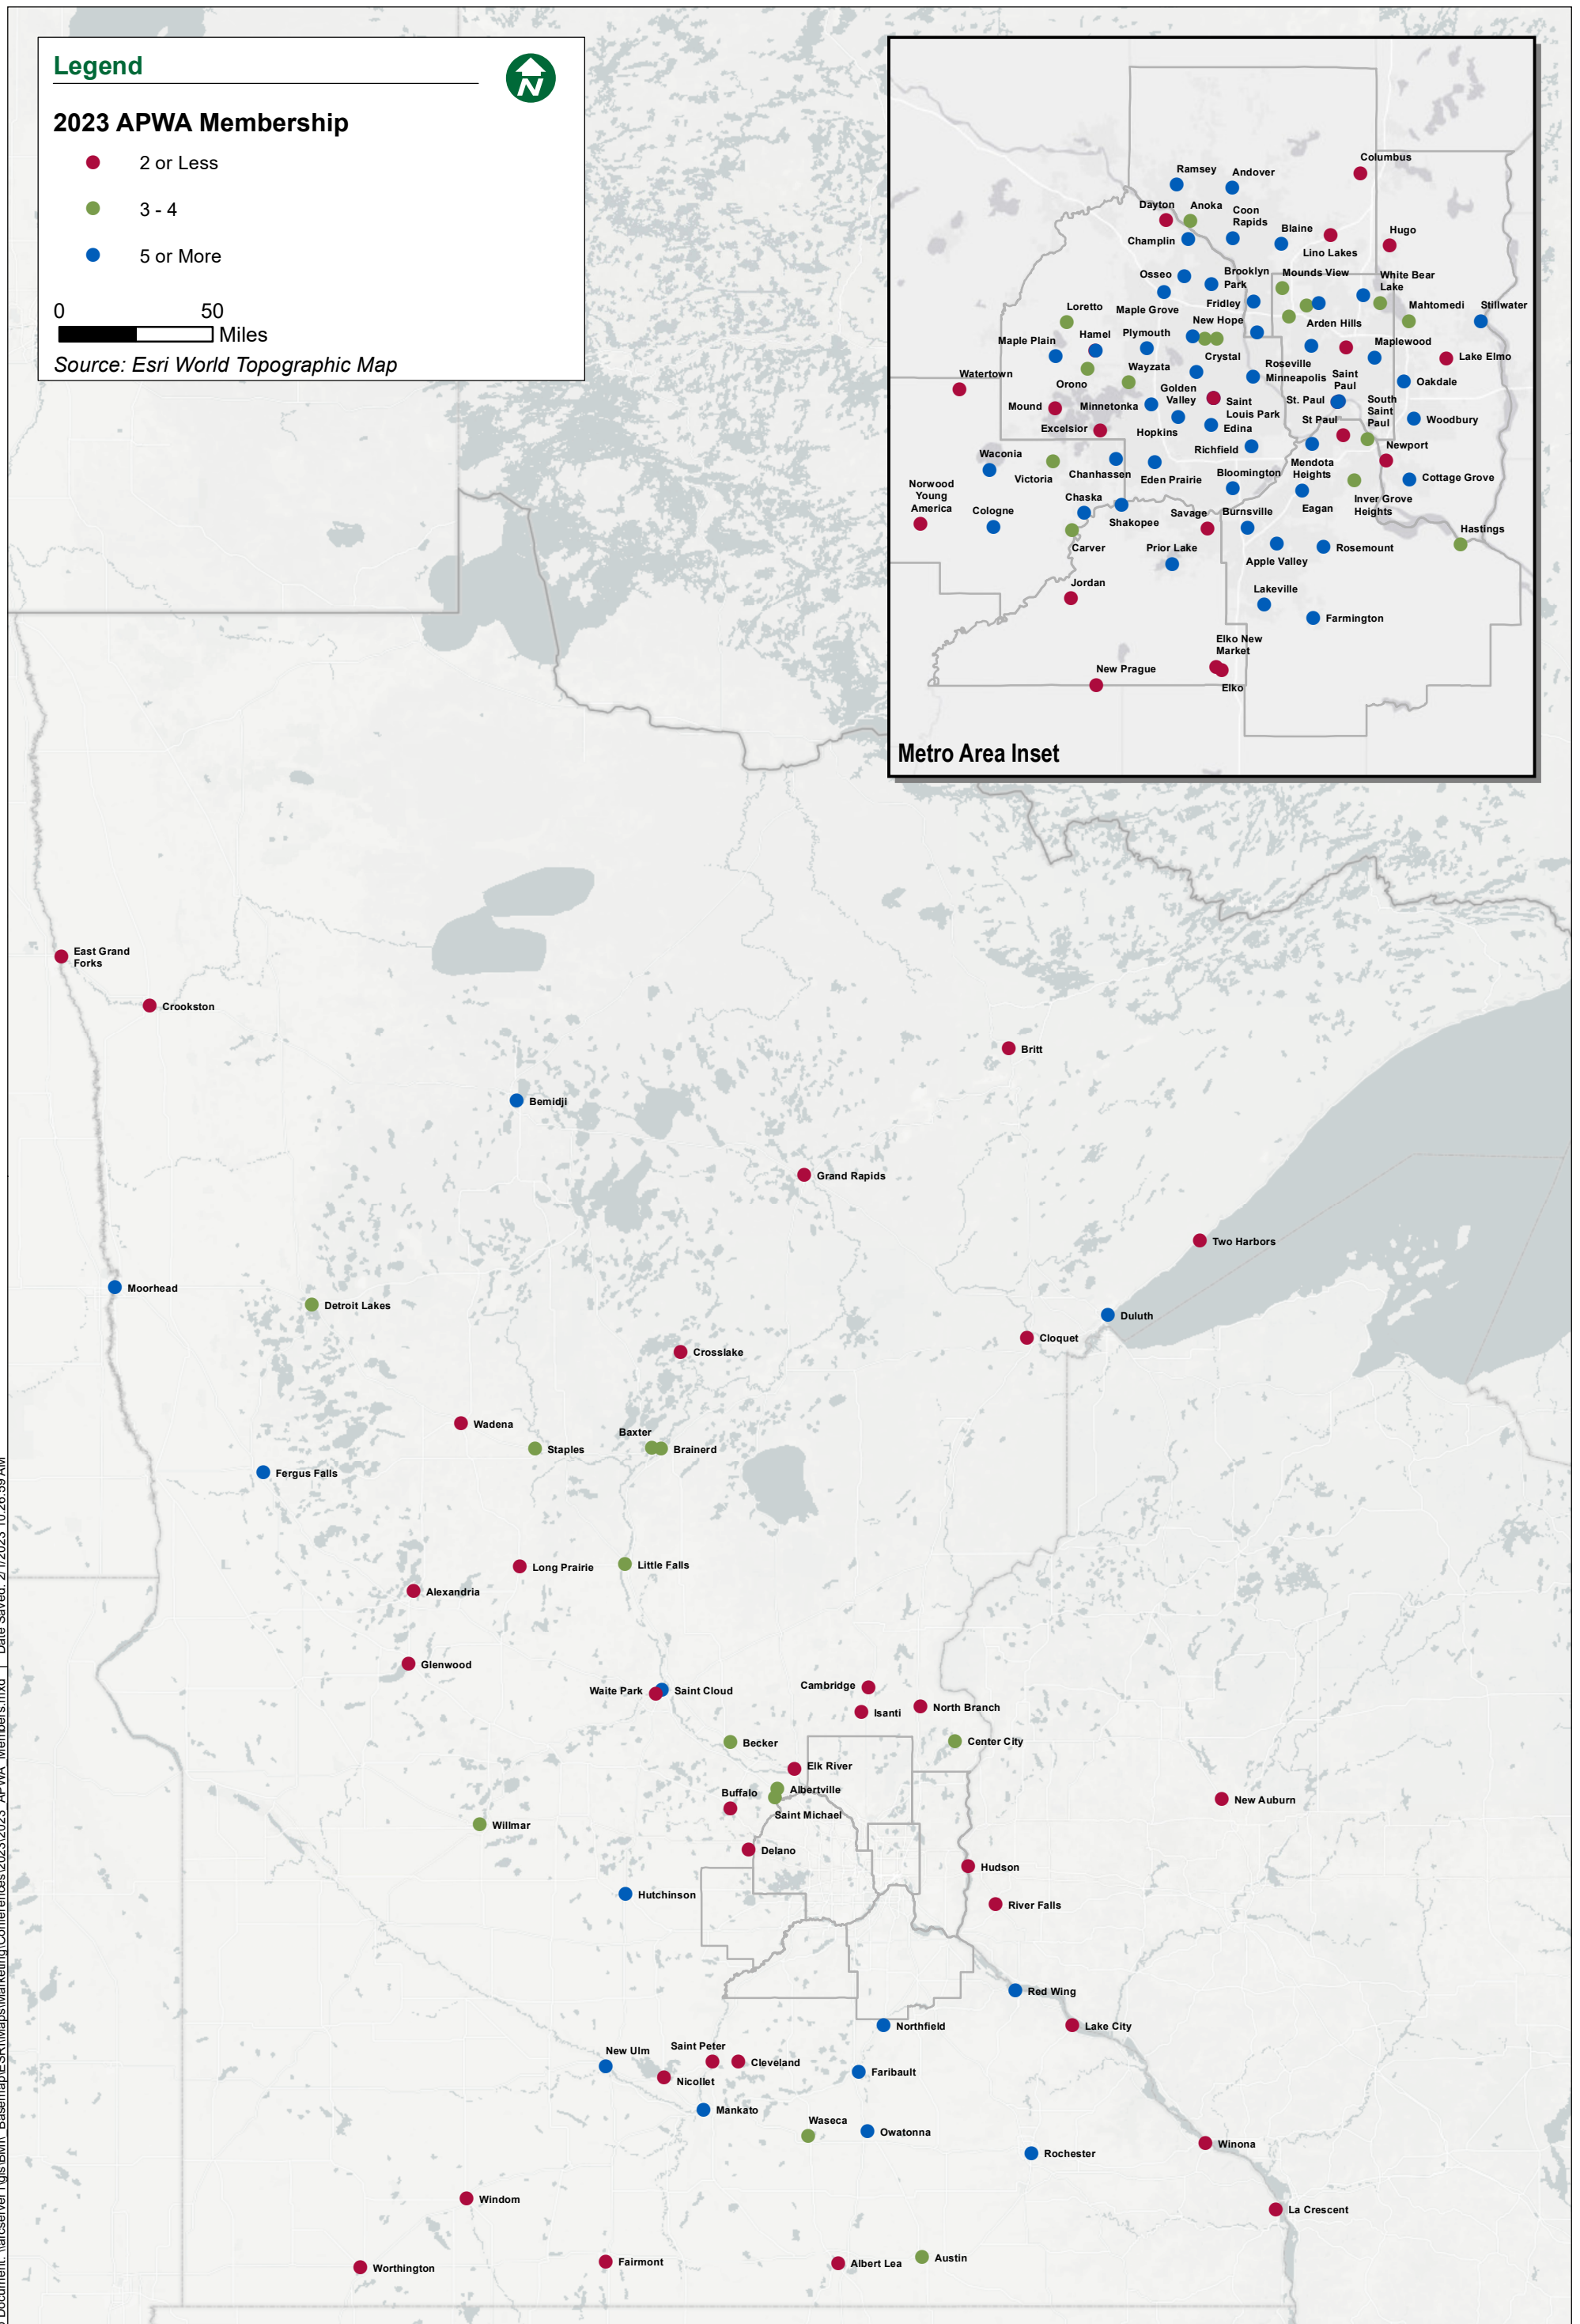 Legend
N
2023 APWA Membership
2 or Less
3 - 4
5 or More
0
50
Miles
Source: Esri World Topographic Map
Columbus
Ramsey
Andover
Dayton
Anoka
Coon
Rapids
Blaine
Hugo
Champlin
Lino Lakes
Osseo
Brooklyn
Park
Mounds View
White Bear
Lake
Loretto
Maple Grove
Fridley
Mahtomedi
Stillwater
New Hope
Arden Hills
Maple Plain
Hamel
Plymouth
Maplewood
Crystal
Lake Elmo
Roseville
Watertown
Orono
Wayzata
Minneapolis
Saint
Paul
Oakdale
Golden
Valley
Mound
Minnetonka
Saint
Louis Park
St. Paul
South
Saint
Paul
Woodbury
Excelsior
Hopkins
Edina
St Paul
Newport
Waconia
Richfield
Victoria
Chanhassen
Eden Prairie
Bloomington
Mendota
Heights
Cottage Grove
Norwood
Young
America
Cologne
Chaska
Shakopee
Savage
Burnsville
Eagan
Inver Grove
Heights
Hastings
Carver
Prior Lake
Apple Valley
Rosemount
Jordan
Lakeville
Farmington
Elko New
Market
New Prague
Elko
Metro Area Inset
East Grand
Forks
Crookston
Britt
Bemidji
Grand Rapids
Two Harbors
Moorhead
Detroit Lakes
Duluth
Cloquet
Crosslake
Wadena
Baxter
Staples
Brainerd
Fergus Falls
Long Prairie
Little Falls
Alexandria
Glenwood
Waite Park
Saint Cloud
Cambridge
Isanti
North Branch
Becker
Center City
Elk River
Buffalo
Albertville
Saint Michael
New Auburn
Willmar
Delano
Hudson
Hutchinson
River Falls
Red Wing
Northfield
Lake City
New Ulm
Saint Peter
Cleveland
Nicollet
Faribault
Mankato
Waseca
Owatonna
Rochester
Winona
Windom
La Crescent
Worthington
Fairmont
Albert Lea
Austin